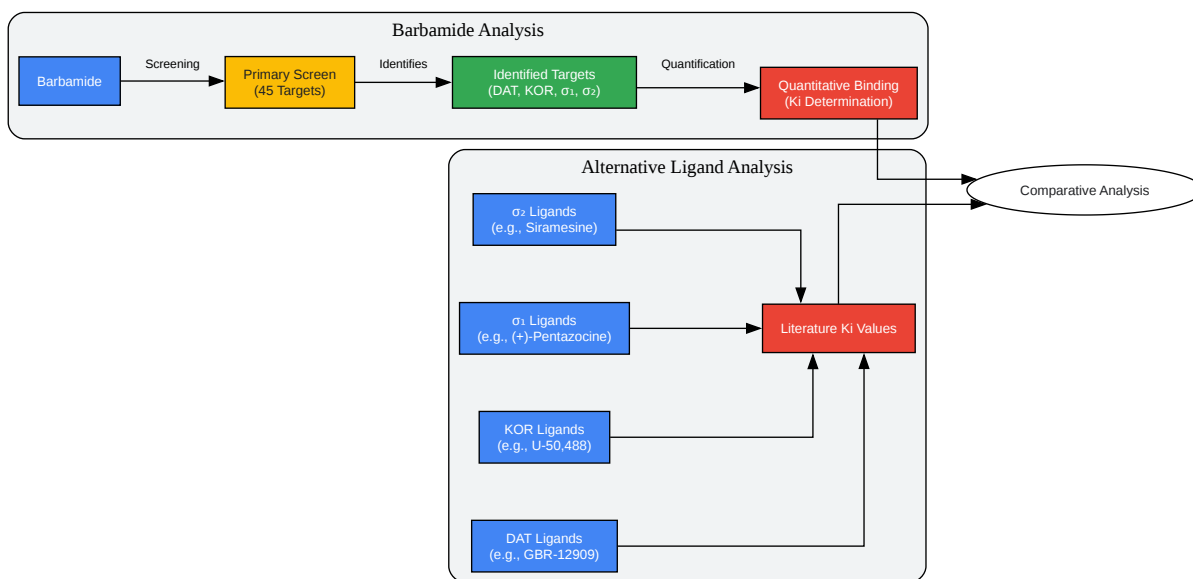 Barbamide Analysis
Barbamide
Screening
Primary Screen
(45 Targets)
Identifies
Identified Targets
(DAT, KOR, σ₁, σ₂)
Quantification
Quantitative Binding
(Ki Determination)
Alternative Ligand Analysis
σ₂ Ligands
(e.g., Siramesine)
σ₁ Ligands
(e.g., (+)-Pentazocine)
KOR Ligands
(e.g., U-50,488)
DAT Ligands
(e.g., GBR-12909)
Literature Ki Values
Comparative Analysis